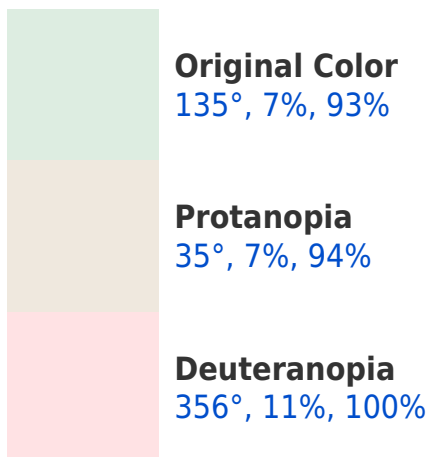 Original Color
135°, 7%, 93%
Protanopia
35°, 7%, 94%
Deuteranopia
356°, 11%, 100%